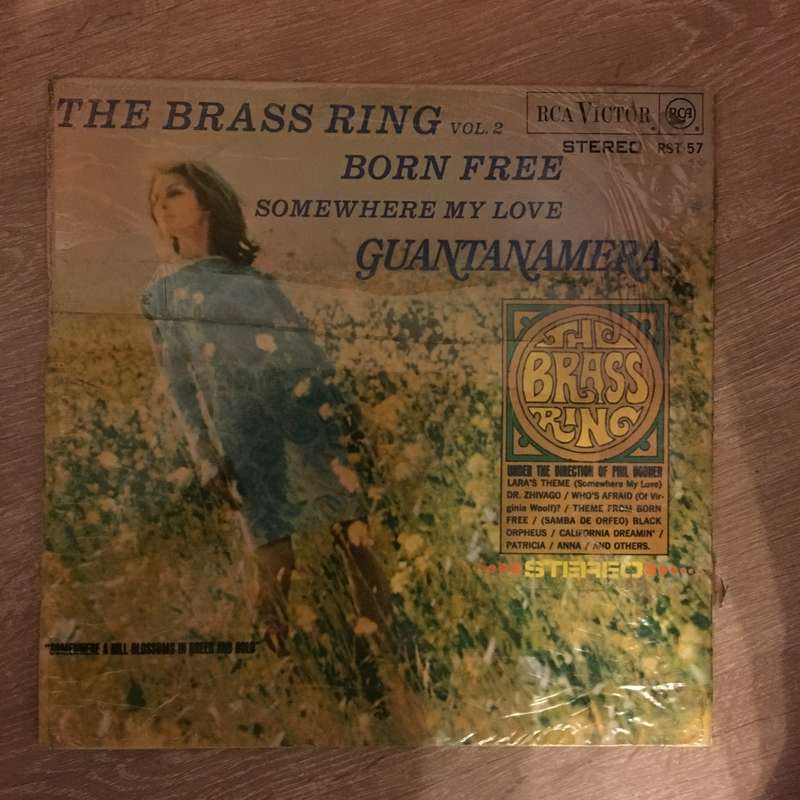 THE BRASS RING VOL. 2
RCA VICTOR RCA
STEREO RST 57
BORN FREE
SOMEWHERE MY LOVE
GUANTANAMERA
THE
BRASS
RING
UNDER THE DIRECTION OF PHIL BODNER
LARA'S THEME (Somewhere My Love)
DR. ZHIVAGO / WHO'S AFRAID (Of Vir-
ginia Woolf)? / THEME FROM BORN
FREE / (SAMBA DE ORFEO) BLACK
ORPHEUS / CALIFORNIA DREAMIN' /
PATRICIA / ANNA / AND OTHERS.
STEREO
"SOMEWHERE A HILL BLOSSOMS IN GREEN AND GOLD"